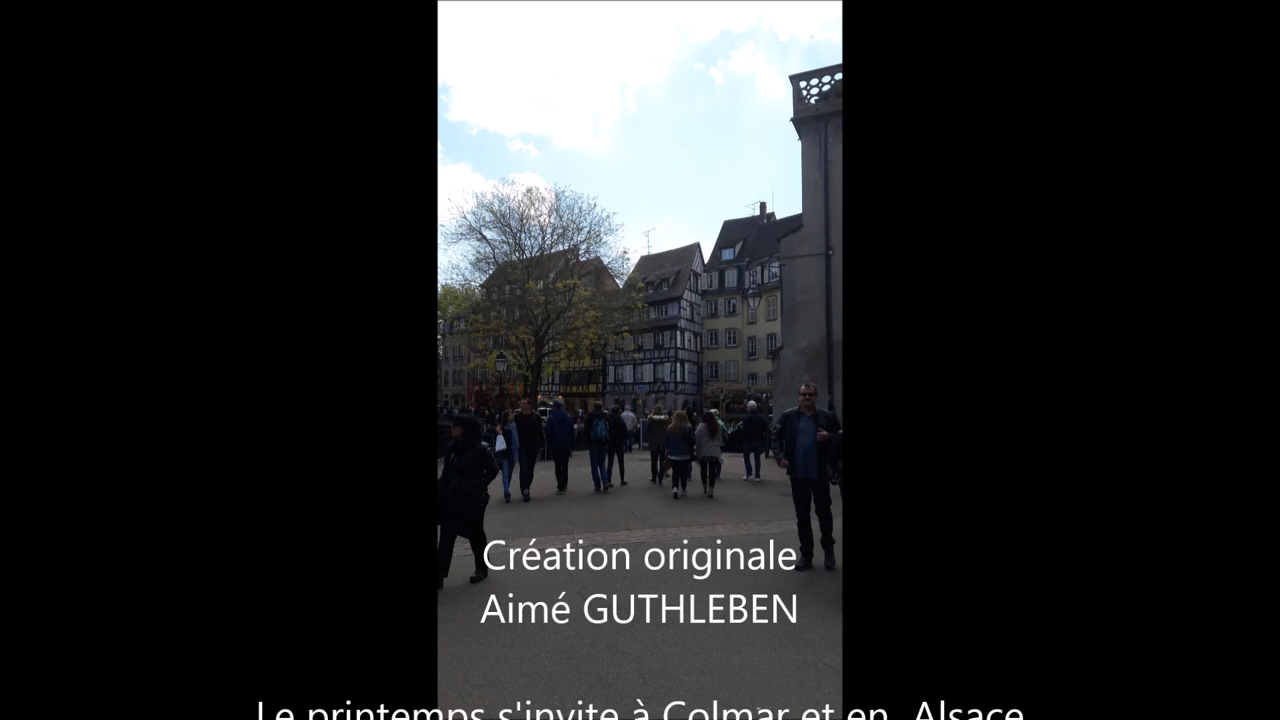 Création originale
Aimé GUTHLEBEN
Le printemps s'invite à Colmar et en Alsace